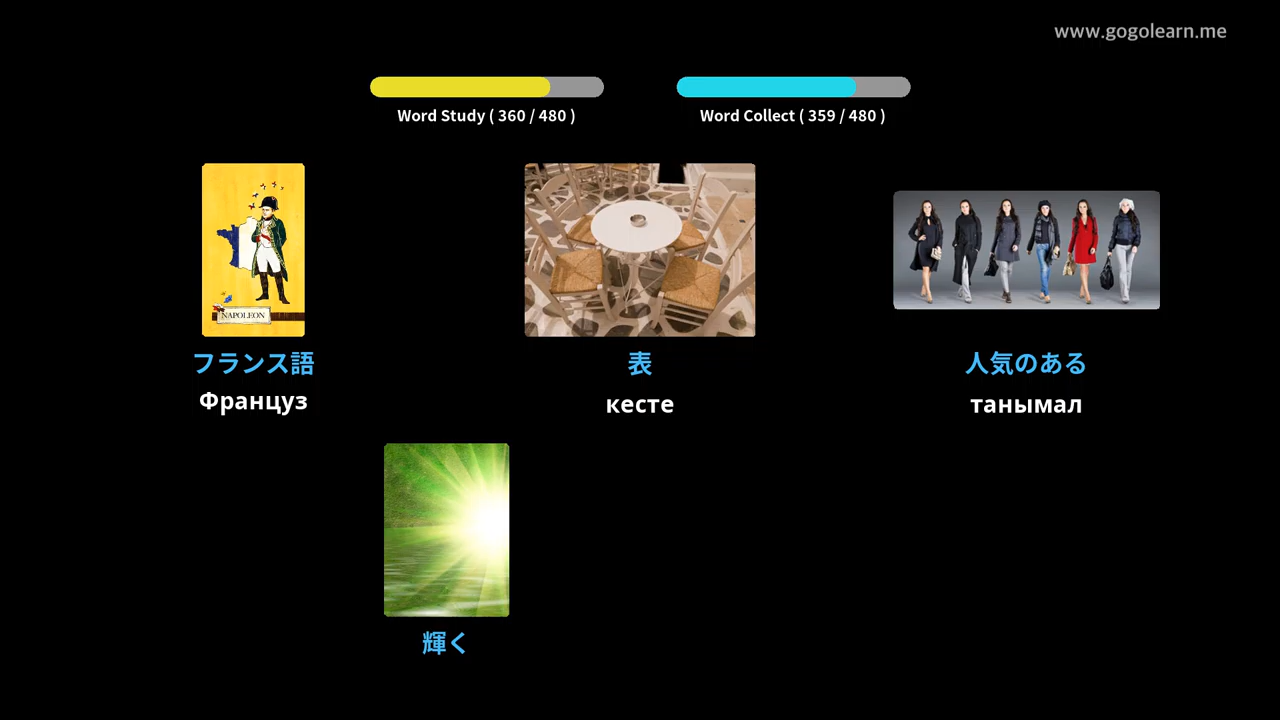 www.gogolearn.me
Word Study ( 360 / 480 )
Word Collect ( 359 / 480 )
NAPOLEON
フランス語
表
人気のある
Француз
кесте
танымал
輝く